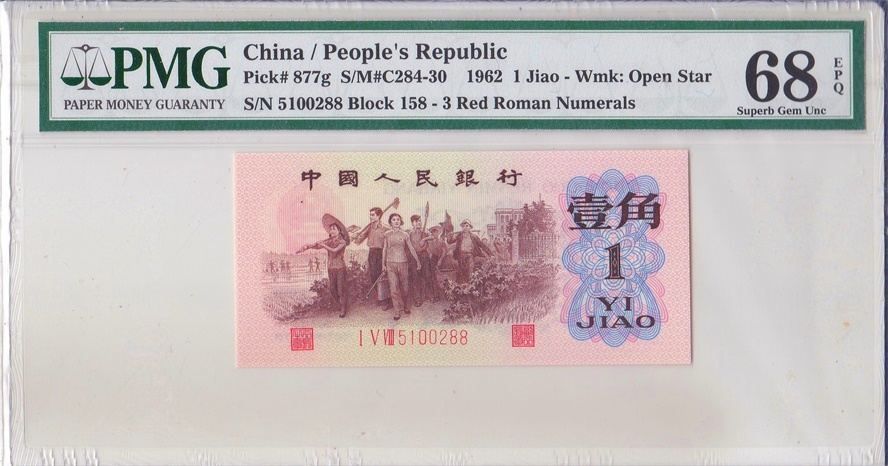 PMG
PAPER MONEY GUARANTY
China / People's Republic
Pick# 877g S/M#C284-30 1962 1 Jiao - Wmk: Open Star
S/N 5100288 Block 158 - 3 Red Roman Numerals
68
EPQ
Superb Gem Unc
中國人民銀行
壹角
1
YI
JIAO
I V VIII 5100288